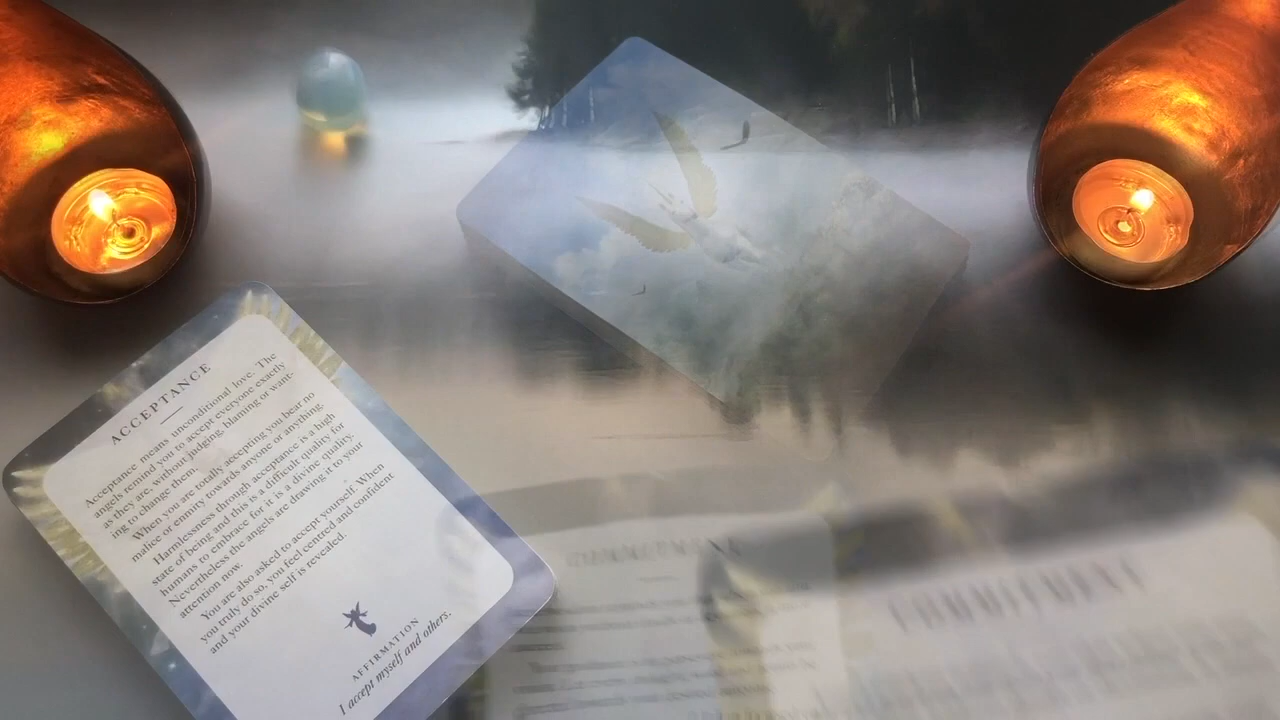 ACCEPTANCE
Acceptance means unconditional love. The
angels remind you to accept everyone exactly
as they are, without judging, blaming or want-
ing to change them.
When you are totally accepting you bear no
malice or enmity towards anyone or anything.
Harmlessness through acceptance is a high
state of being and this is a difficult quality for
humans to embrace for it is a divine quality.
Nevertheless the angels are drawing it to your
attention now.
You are also asked to accept yourself. When
you truly do so, you feel centred and confident
and your divine self is revealed.
AFFIRMATION
I accept myself and others.
COMMITMENT
COMMITMENT